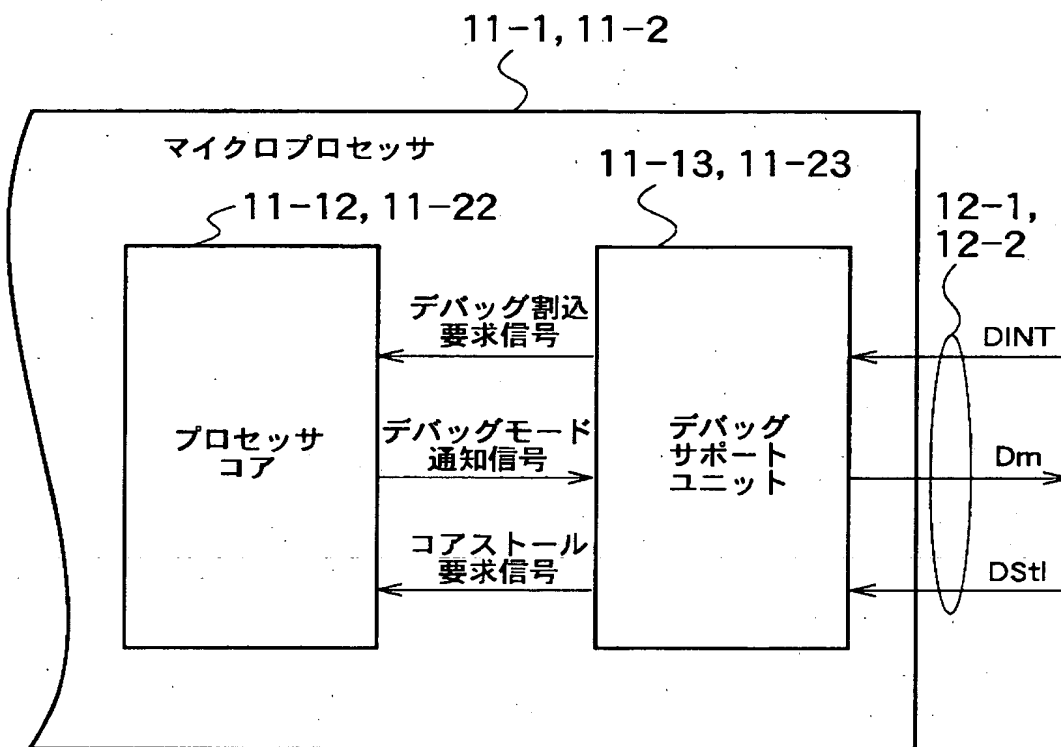 11-1, 11-2
マイクロプロセッサ
11-12, 11-22
11-13, 11-23
12-1,
12-2
デバッグ割込
要求信号
DINT
プロセッサ
コア
デバッグモード
通知信号
デバッグ
サポート
ユニット
Dm
コアストール
要求信号
DStl